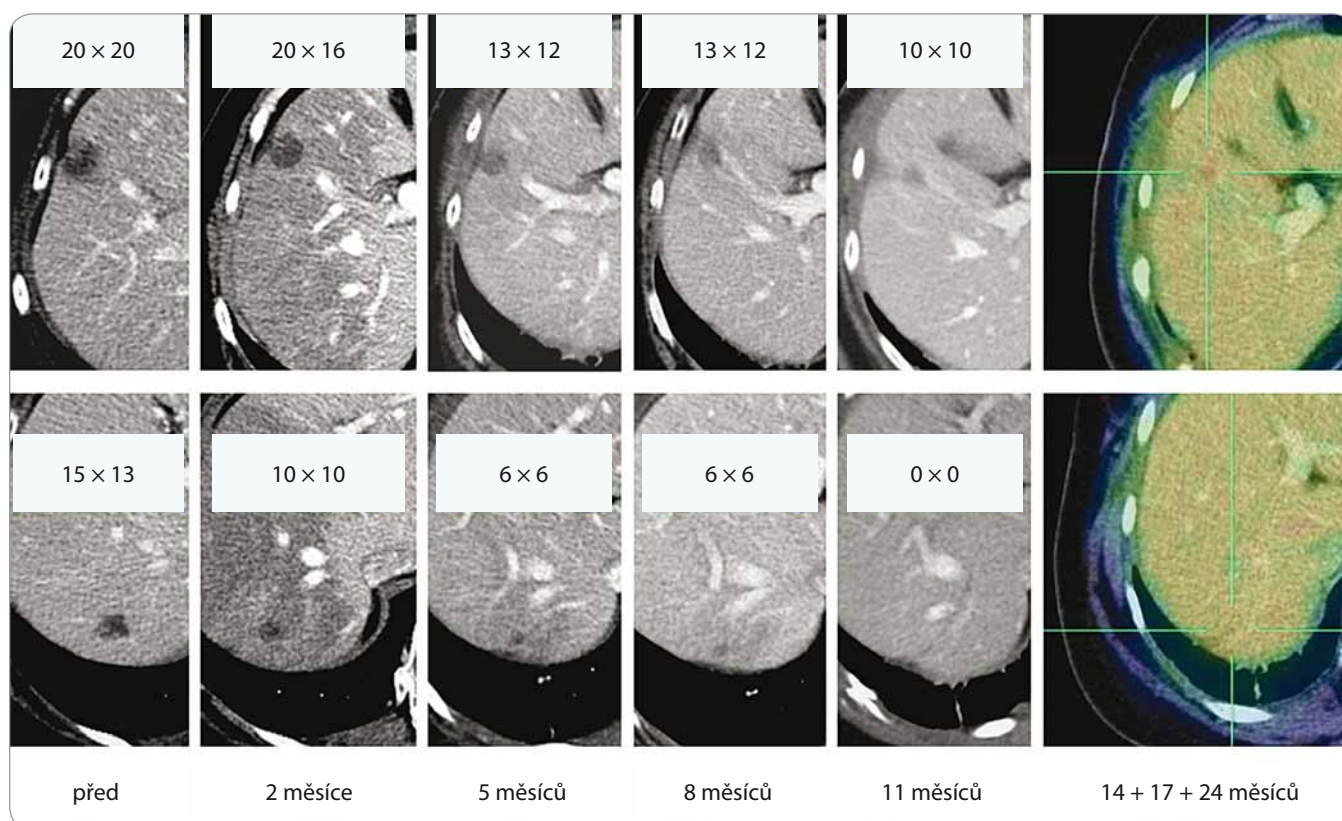 20 × 20
20 × 16
13 × 12
13 × 12
10 × 10
15 × 13
10 × 10
6 × 6
6 × 6
0 × 0
před
2 měsíce
5 měsíců
8 měsíců
11 měsíců
14 + 17 + 24 měsíců